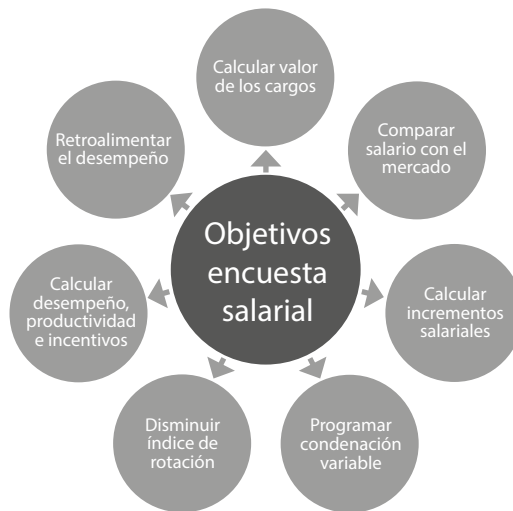 Calcular valor
de los cargos
Comparar
salario con el
mercado
Calcular
incrementos
salariales
Programar
condenación
variable
Disminuir
índice de
rotación
Calcular
desempeño,
productividad
e incentivos
Retroalimentar
el desempeño
Objetivos
encuesta
salarial